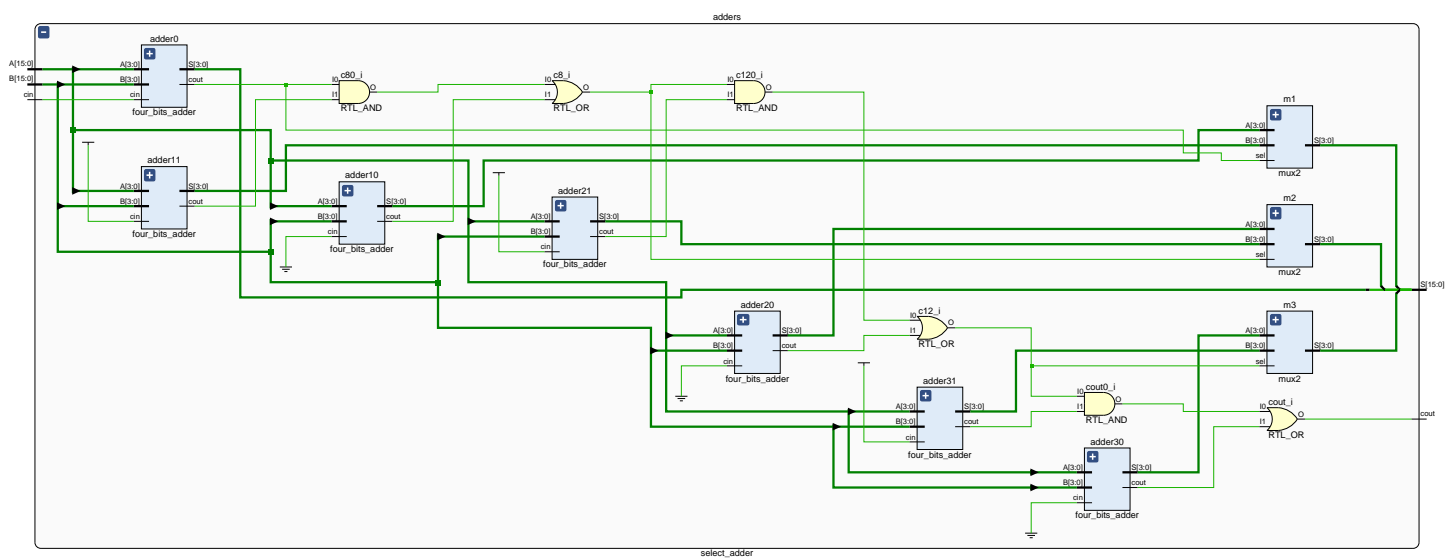 adders
adder0
A[15:0]
B[15:0]
cin
A[3:0]
B[3:0]
cin
S[3:0]
cout
four_bits_adder
c80_i
I0
I1
O
RTL_AND
c8_i
I0
I1
O
RTL_OR
c120_i
I0
I1
O
RTL_AND
m1
A[3:0]
B[3:0]
sel
S[3:0]
mux2
adder11
A[3:0]
B[3:0]
cin
S[3:0]
cout
four_bits_adder
adder10
A[3:0]
B[3:0]
cin
S[3:0]
cout
four_bits_adder
adder21
A[3:0]
B[3:0]
cin
S[3:0]
cout
four_bits_adder
m2
A[3:0]
B[3:0]
sel
S[3:0]
mux2
S[15:0]
adder20
A[3:0]
B[3:0]
cin
S[3:0]
cout
four_bits_adder
c12_i
I0
I1
O
RTL_OR
m3
A[3:0]
B[3:0]
sel
S[3:0]
mux2
adder31
A[3:0]
B[3:0]
cin
S[3:0]
cout
four_bits_adder
cout0_i
I0
I1
O
RTL_AND
cout_i
I0
I1
O
RTL_OR
cout
adder30
A[3:0]
B[3:0]
cin
S[3:0]
cout
four_bits_adder
select_adder